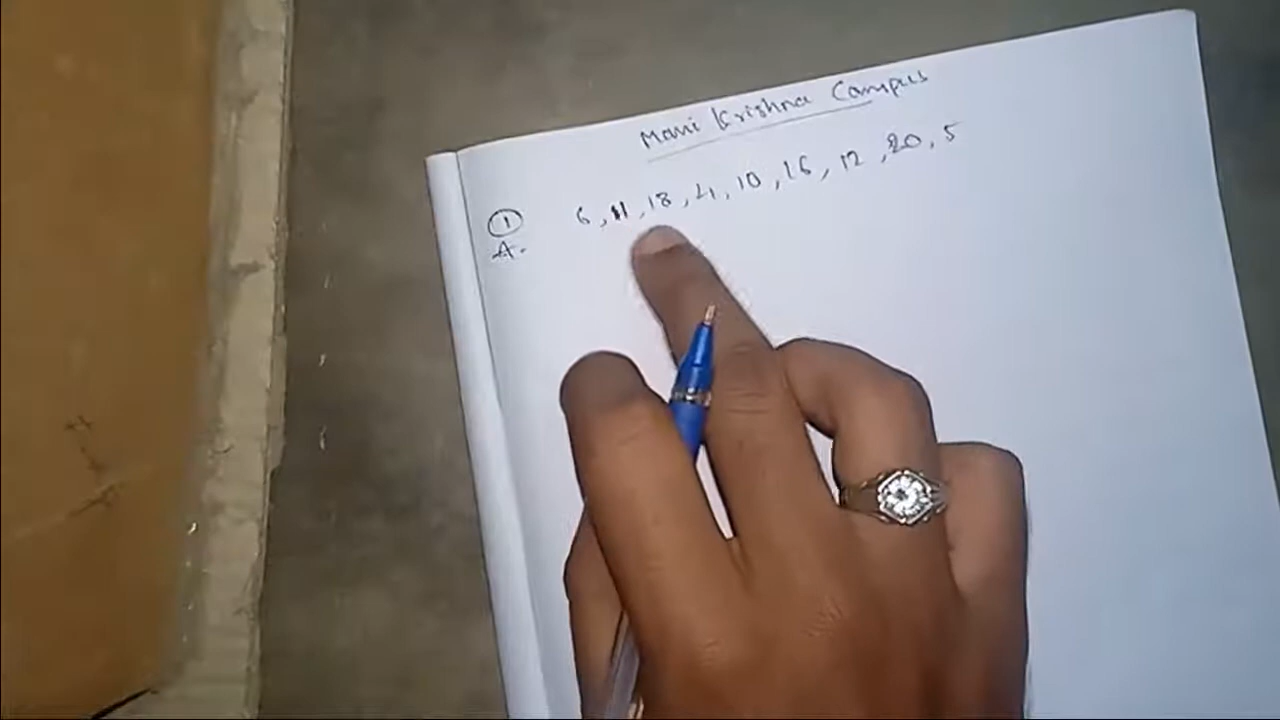 Mani Krishna Campus
① 6, 11, 18, 4, 10, 16, 12, 20, 5
A.